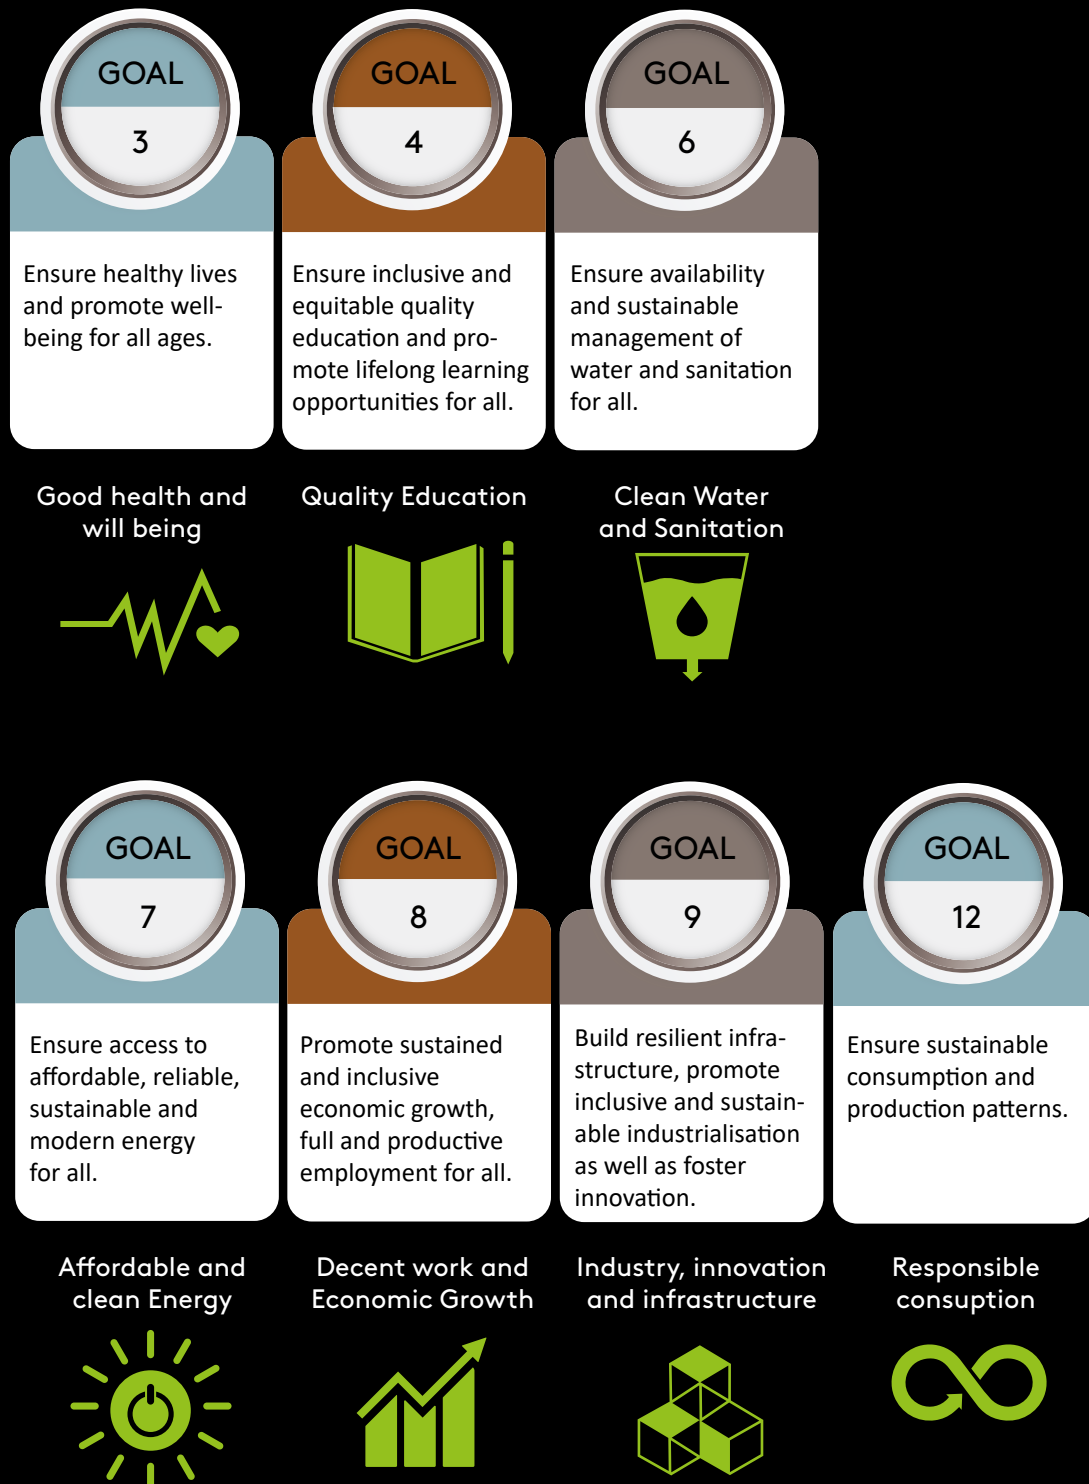 GOAL
3
Ensure healthy lives
and promote well-
being for all ages.
Good health and
will being
GOAL
4
Ensure inclusive and
equitable quality
education and pro-
mote lifelong learning
opportunities for all.
Quality Education
GOAL
6
Ensure availability
and sustainable
management of
water and sanitation
for all.
Clean Water
and Sanitation
GOAL
7
Ensure access to
affordable, reliable,
sustainable and
modern energy
for all.
Affordable and
clean Energy
GOAL
8
Promote sustained
and inclusive
economic growth,
full and productive
employment for all.
Decent work and
Economic Growth
GOAL
9
Build resilient infra-
structure, promote
inclusive and sustain-
able industrialisation
as well as foster
innovation.
Industry, innovation
and infrastructure
GOAL
12
Ensure sustainable
consumption and
production patterns.
Responsible
consuption